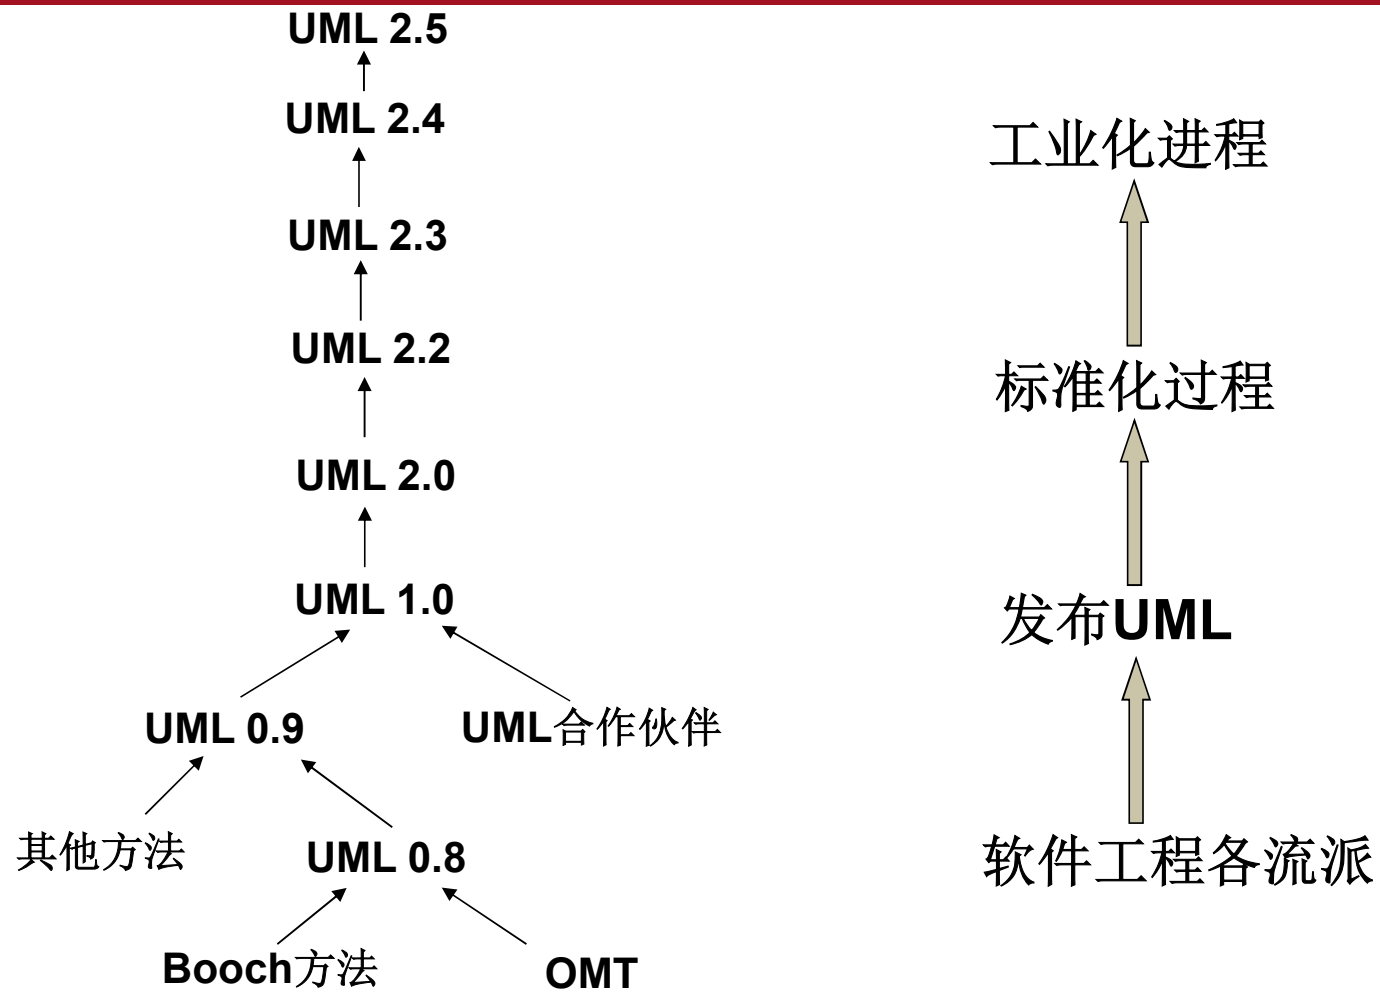 UML 2.5
UML 2.4
UML 2.3
UML 2.2
UML 2.0
UML 1.0
UML 0.9
UML合作伙伴
其他方法
UML 0.8
Booch方法
OMT
工业化进程
标准化过程
发布UML
软件工程各流派